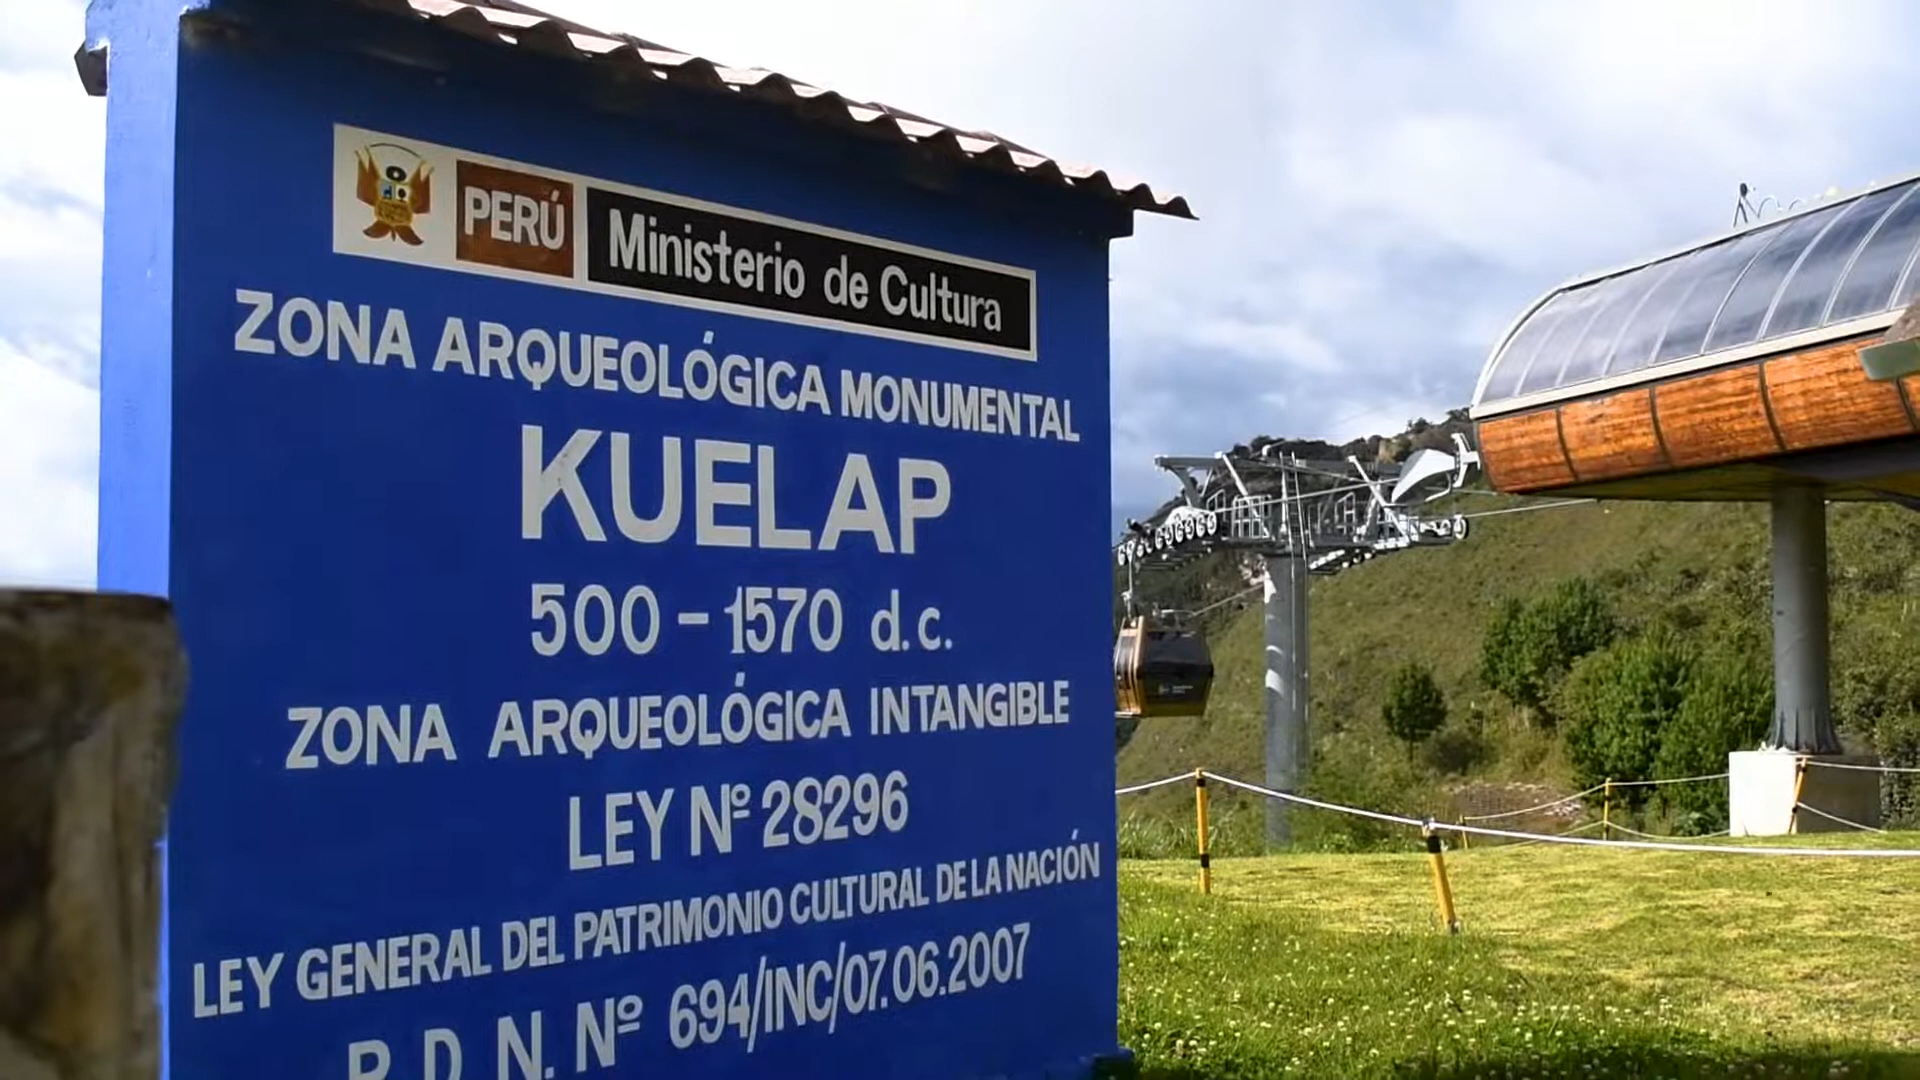 PERÚ Ministerio de Cultura
ZONA ARQUEOLÓGICA MONUMENTAL
KUELAP
500 - 1570 d.c.
ZONA ARQUEOLÓGICA INTANGIBLE
LEY Nº 28296
LEY GENERAL DEL PATRIMONIO CULTURAL DE LA NACIÓN
R.D.N. Nº 694/INC/07.06.2007